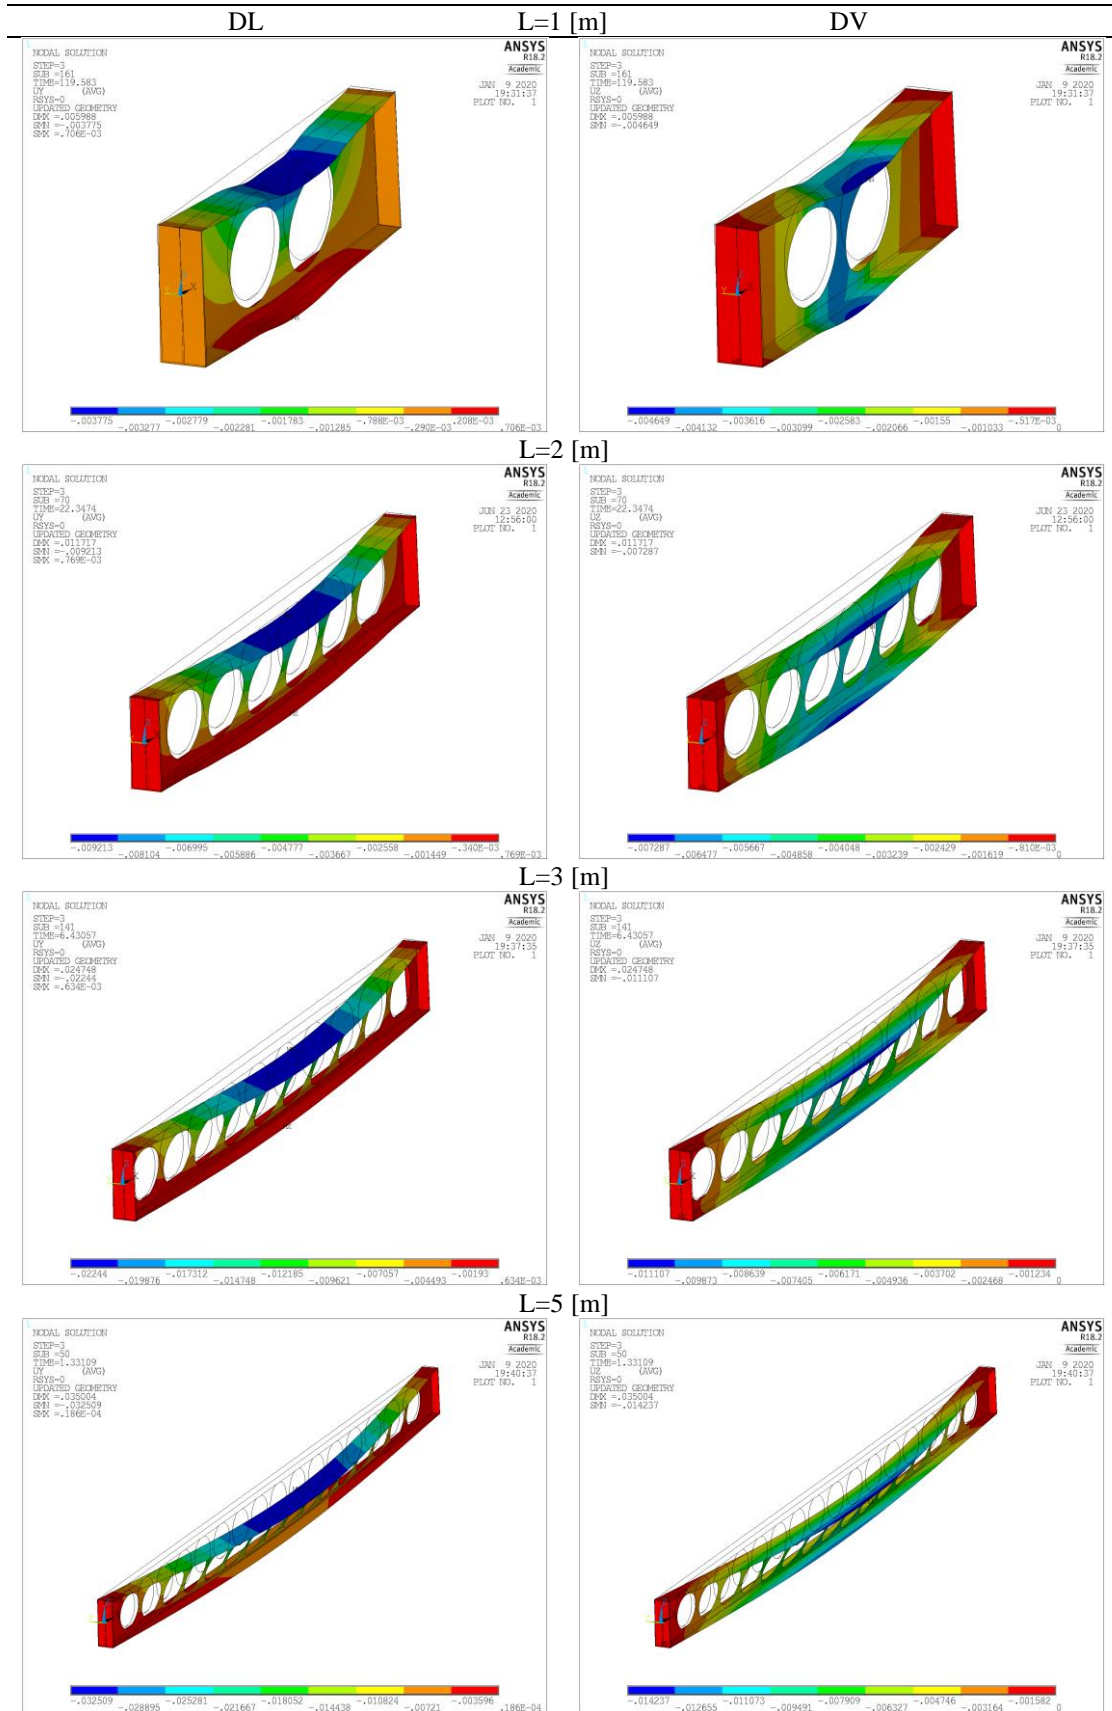 DL L=1 [m] DV
1
NODAL SOLUTION
STEP=3
SUB =161
TIME=119.583
UY (AVG)
RSYS=0
UPDATED GEOMETRY
DMX =.005988
SMN =-.003775
SMX =.706E-03
ANSYS
R18.2
Academic
JAN 9 2020
19:31:37
PLOT NO. 1
-.003775 -.002779 -.001783 -.788E-03 .208E-03
-.003277 -.002281 -.001285 -.290E-03 .706E-03
1
NODAL SOLUTION
STEP=3
SUB =161
TIME=119.583
UZ (AVG)
RSYS=0
UPDATED GEOMETRY
DMX =.005988
SMN =-.004649
ANSYS
R18.2
Academic
JAN 9 2020
19:31:37
PLOT NO. 1
-.004649 -.003616 -.002583 -.00155 -.517E-03
-.004132 -.003099 -.002066 -.001033 0
L=2 [m]
1
NODAL SOLUTION
STEP=3
SUB =70
TIME=22.3474
UY (AVG)
RSYS=0
UPDATED GEOMETRY
DMX =.011717
SMN =-.009213
SMX =.769E-03
ANSYS
R18.2
Academic
JUN 23 2020
12:56:00
PLOT NO. 1
-.009213 -.006995 -.004777 -.002558 -.340E-03
-.008104 -.005886 -.003667 -.001449 .769E-03
1
NODAL SOLUTION
STEP=3
SUB =70
TIME=22.3474
UZ (AVG)
RSYS=0
UPDATED GEOMETRY
DMX =.011717
SMN =-.007287
ANSYS
R18.2
Academic
JUN 23 2020
12:56:00
PLOT NO. 1
-.007287 -.005667 -.004048 -.002429 -.810E-03
-.006477 -.004858 -.003239 -.001619 0
L=3 [m]
1
NODAL SOLUTION
STEP=3
SUB =141
TIME=6.43057
UY (AVG)
RSYS=0
UPDATED GEOMETRY
DMX =.024748
SMN =-.02244
SMX =.634E-03
ANSYS
R18.2
Academic
JAN 9 2020
19:37:35
PLOT NO. 1
-.02244 -.017312 -.012185 -.007057 -.00193
-.019876 -.014748 -.009621 -.004493 .634E-03
1
NODAL SOLUTION
STEP=3
SUB =141
TIME=6.43057
UZ (AVG)
RSYS=0
UPDATED GEOMETRY
DMX =.024748
SMN =-.011107
ANSYS
R18.2
Academic
JAN 9 2020
19:37:35
PLOT NO. 1
-.011107 -.008639 -.006171 -.003702 -.001234
-.009873 -.007405 -.004936 -.002468 0
L=5 [m]
1
NODAL SOLUTION
STEP=3
SUB =50
TIME=1.33109
UY (AVG)
RSYS=0
UPDATED GEOMETRY
DMX =.035004
SMN =-.032509
SMX =.186E-04
ANSYS
R18.2
Academic
JAN 9 2020
19:40:37
PLOT NO. 1
-.032509 -.025281 -.018052 -.010824 -.003596
-.028895 -.021667 -.014438 -.00721 .186E-04
1
NODAL SOLUTION
STEP=3
SUB =50
TIME=1.33109
UZ (AVG)
RSYS=0
UPDATED GEOMETRY
DMX =.035004
SMN =-.014237
ANSYS
R18.2
Academic
JAN 9 2020
19:40:37
PLOT NO. 1
-.014237 -.011073 -.007909 -.004746 -.001582
-.012655 -.009491 -.006327 -.003164 0